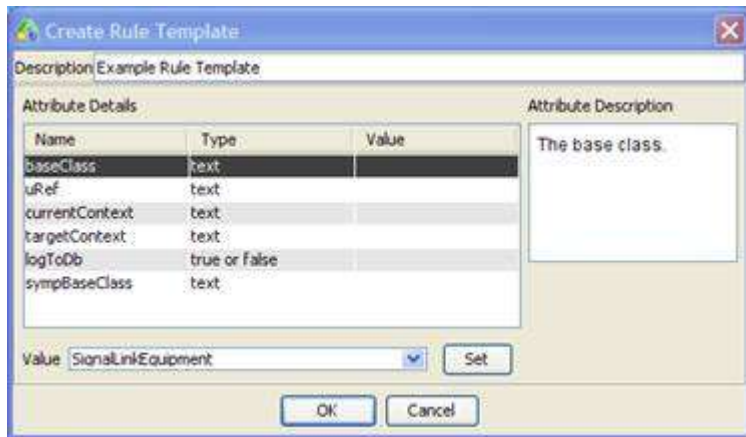 Create Rule Template
Description Example Rule Template
Attribute Details
Attribute Description
Name Type Value
The base class.
baseClass text
uRef text
currentContext text
targetContext text
logToDb true or false
sympBaseClass text
Value SignalLinkEquipment Set
OK Cancel